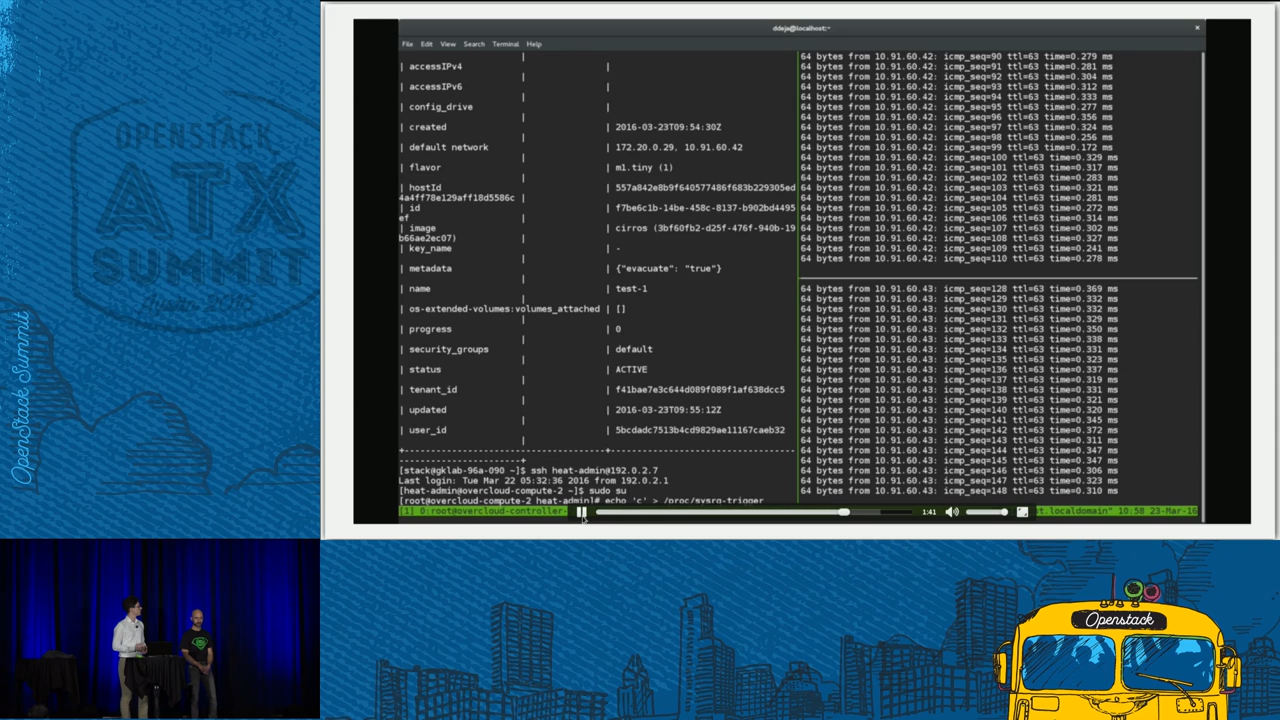 OPENSTACK
ATX
SUMMIT
Austin 2016
OpenStack Summit
ddeja@localhost:~
File Edit View Search Terminal Help
| accessIPv4 |
| accessIPv6 |
| config_drive |
| created | 2016-03-23T09:54:30Z
| default network | 172.20.0.29, 10.91.60.42
| flavor | m1.tiny (1)
| hostId | 557a842e8b9f640577486f683b229305ed
4a4ff78e129aff18d5586c |
| id | f7be6c1b-14be-458c-8137-b902bd4495
ef
| image | cirros (3bf60fb2-d25f-476f-940b-19
b66ae2ec07)
| key_name | -
| metadata | {"evacuate": "true"}
| name | test-1
| os-extended-volumes:volumes_attached | []
| progress | 0
| security_groups | default
| status | ACTIVE
| tenant_id | f41bae7e3c644d089f089f1af638dcc5
| updated | 2016-03-23T09:55:12Z
| user_id | 5bcdadc7513b4cd9829ae11167caeb32
[stack@gklab-96a-090 ~]$ ssh heat-admin@192.0.2.7
Last login: Tue Mar 22 05:32:36 2016 from 192.0.2.1
[heat-admin@overcloud-compute-2 ~]$ sudo su
[root@overcloud-compute-2 heat-admin]# echo 'c' > /proc/sysrq-trigger
64 bytes from 10.91.60.42: icmp_seq=90 ttl=63 time=0.279 ms
64 bytes from 10.91.60.42: icmp_seq=91 ttl=63 time=0.281 ms
64 bytes from 10.91.60.42: icmp_seq=92 ttl=63 time=0.304 ms
64 bytes from 10.91.60.42: icmp_seq=93 ttl=63 time=0.312 ms
64 bytes from 10.91.60.42: icmp_seq=94 ttl=63 time=0.333 ms
64 bytes from 10.91.60.42: icmp_seq=95 ttl=63 time=0.277 ms
64 bytes from 10.91.60.42: icmp_seq=96 ttl=63 time=0.356 ms
64 bytes from 10.91.60.42: icmp_seq=97 ttl=63 time=0.324 ms
64 bytes from 10.91.60.42: icmp_seq=98 ttl=63 time=0.256 ms
64 bytes from 10.91.60.42: icmp_seq=99 ttl=63 time=0.172 ms
64 bytes from 10.91.60.42: icmp_seq=100 ttl=63 time=0.329 ms
64 bytes from 10.91.60.42: icmp_seq=101 ttl=63 time=0.317 ms
64 bytes from 10.91.60.42: icmp_seq=102 ttl=63 time=0.283 ms
64 bytes from 10.91.60.42: icmp_seq=103 ttl=63 time=0.321 ms
64 bytes from 10.91.60.42: icmp_seq=104 ttl=63 time=0.281 ms
64 bytes from 10.91.60.42: icmp_seq=105 ttl=63 time=0.272 ms
64 bytes from 10.91.60.42: icmp_seq=106 ttl=63 time=0.314 ms
64 bytes from 10.91.60.42: icmp_seq=107 ttl=63 time=0.302 ms
64 bytes from 10.91.60.42: icmp_seq=108 ttl=63 time=0.327 ms
64 bytes from 10.91.60.42: icmp_seq=109 ttl=63 time=0.241 ms
64 bytes from 10.91.60.42: icmp_seq=110 ttl=63 time=0.278 ms
64 bytes from 10.91.60.43: icmp_seq=128 ttl=63 time=0.369 ms
64 bytes from 10.91.60.43: icmp_seq=129 ttl=63 time=0.332 ms
64 bytes from 10.91.60.43: icmp_seq=130 ttl=63 time=0.332 ms
64 bytes from 10.91.60.43: icmp_seq=131 ttl=63 time=0.329 ms
64 bytes from 10.91.60.43: icmp_seq=132 ttl=63 time=0.350 ms
64 bytes from 10.91.60.43: icmp_seq=133 ttl=63 time=0.338 ms
64 bytes from 10.91.60.43: icmp_seq=134 ttl=63 time=0.331 ms
64 bytes from 10.91.60.43: icmp_seq=135 ttl=63 time=0.323 ms
64 bytes from 10.91.60.43: icmp_seq=136 ttl=63 time=0.337 ms
64 bytes from 10.91.60.43: icmp_seq=137 ttl=63 time=0.319 ms
64 bytes from 10.91.60.43: icmp_seq=138 ttl=63 time=0.331 ms
64 bytes from 10.91.60.43: icmp_seq=139 ttl=63 time=0.321 ms
64 bytes from 10.91.60.43: icmp_seq=140 ttl=63 time=0.320 ms
64 bytes from 10.91.60.43: icmp_seq=141 ttl=63 time=0.345 ms
64 bytes from 10.91.60.43: icmp_seq=142 ttl=63 time=0.372 ms
64 bytes from 10.91.60.43: icmp_seq=143 ttl=63 time=0.311 ms
64 bytes from 10.91.60.43: icmp_seq=144 ttl=63 time=0.347 ms
64 bytes from 10.91.60.43: icmp_seq=145 ttl=63 time=0.347 ms
64 bytes from 10.91.60.43: icmp_seq=146 ttl=63 time=0.306 ms
64 bytes from 10.91.60.43: icmp_seq=147 ttl=63 time=0.323 ms
64 bytes from 10.91.60.43: icmp_seq=148 ttl=63 time=0.310 ms
[1] 0:root@overcloud-controller- 1:41 ut.localdomain" 10:58 23-Mar-16
Openstack